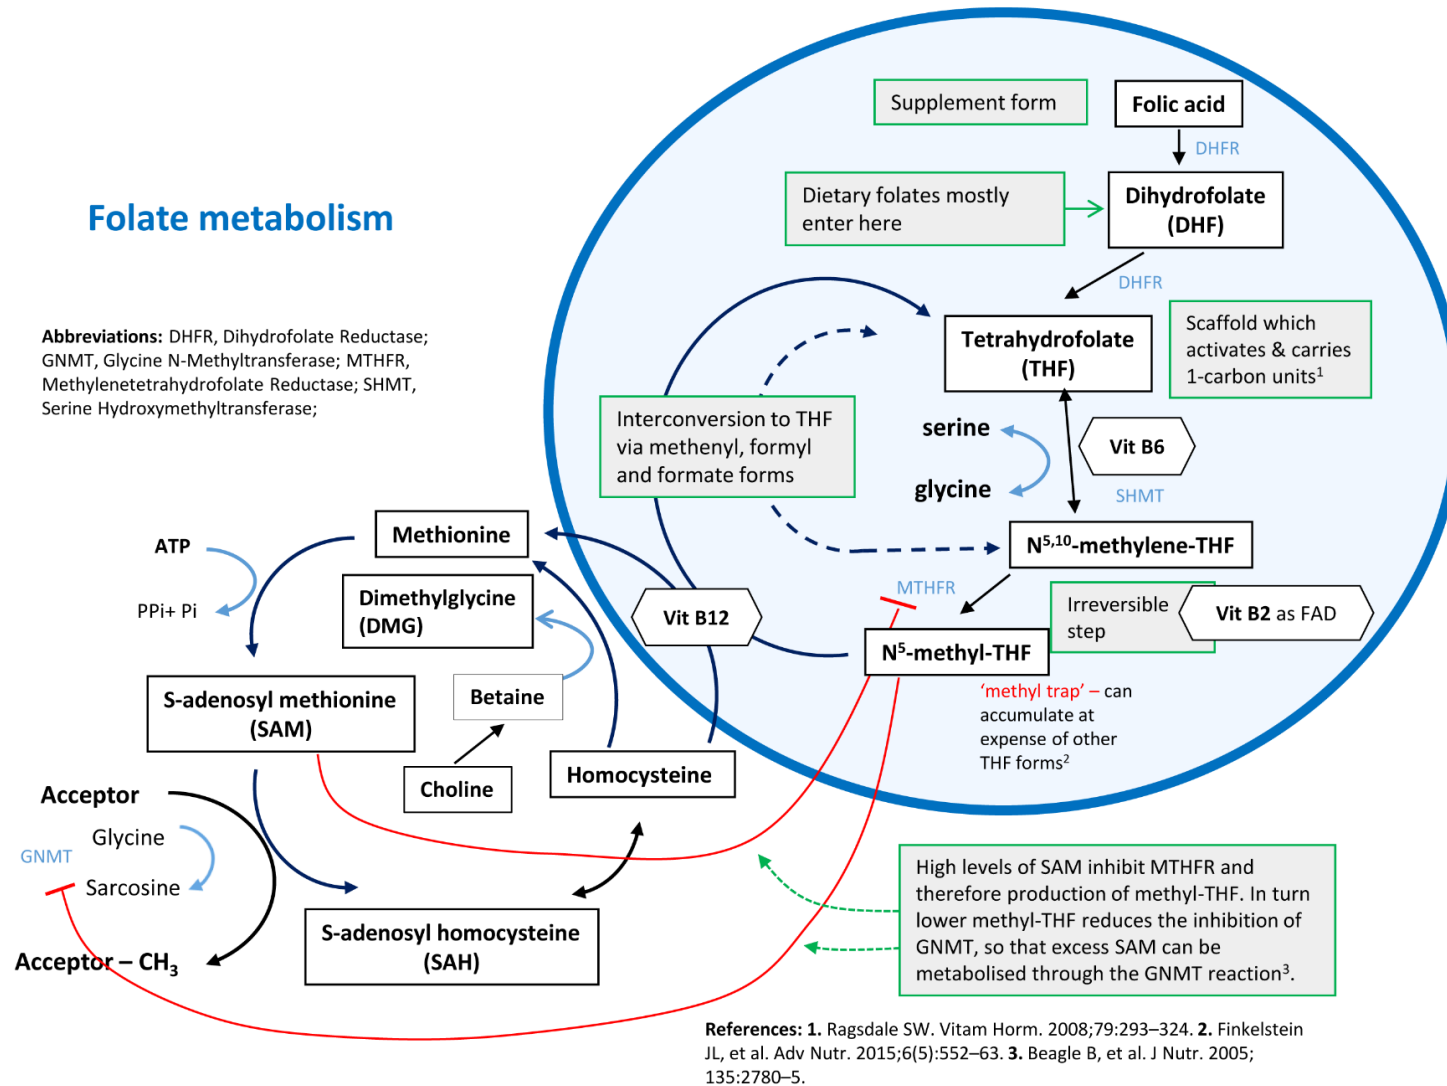 Folate metabolism
Abbreviations: DHFR, Dihydrofolate Reductase;
GNMT, Glycine N-Methyltransferase; MTHFR,
Methylenetetrahydrofolate Reductase; SHMT,
Serine Hydroxymethyltransferase;
Supplement form
Folic acid
DHFR
Dietary folates mostly
enter here
Dihydrofolate
(DHF)
DHFR
Tetrahydrofolate
(THF)
Scaffold which
activates & carries
1-carbon units¹
Interconversion to THF
via methenyl, formyl
and formate forms
serine
glycine
Vit B6
SHMT
N⁵,¹⁰-methylene-THF
MTHFR
Irreversible
step
Vit B2 as FAD
N⁵-methyl-THF
‘methyl trap’ – can
accumulate at
expense of other
THF forms²
Vit B12
Methionine
ATP
PPi+ Pi
Dimethylglycine
(DMG)
Betaine
Choline
Homocysteine
S-adenosyl methionine
(SAM)
Acceptor
Glycine
GNMT
Sarcosine
Acceptor – CH₃
S-adenosyl homocysteine
(SAH)
High levels of SAM inhibit MTHFR and
therefore production of methyl-THF. In turn
lower methyl-THF reduces the inhibition of
GNMT, so that excess SAM can be
metabolised through the GNMT reaction³.
References: 1. Ragsdale SW. Vitam Horm. 2008;79:293–324. 2. Finkelstein
JL, et al. Adv Nutr. 2015;6(5):552–63. 3. Beagle B, et al. J Nutr. 2005;
135:2780–5.